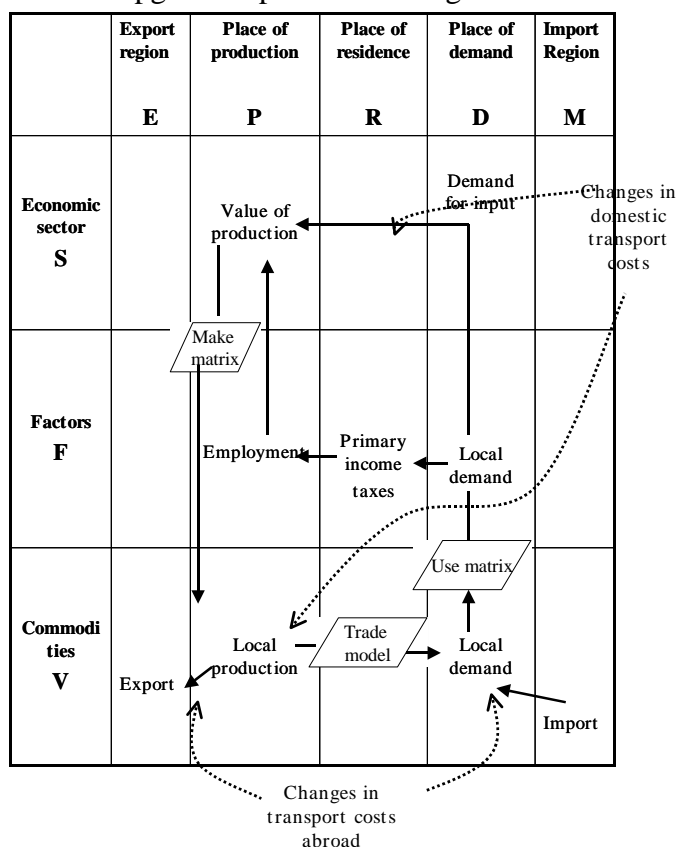 Export region
Place of production
Place of residence
Place of demand
Import Region
E
P
R
D
M
Economic sector
S
Value of production
Demand for input
Changes in domestic transport costs
Make matrix
Factors
F
Employment
Primary income taxes
Local demand
Use matrix
Commodi
ties
V
Local production
Trade model
Local demand
Export
Import
Changes in transport costs abroad